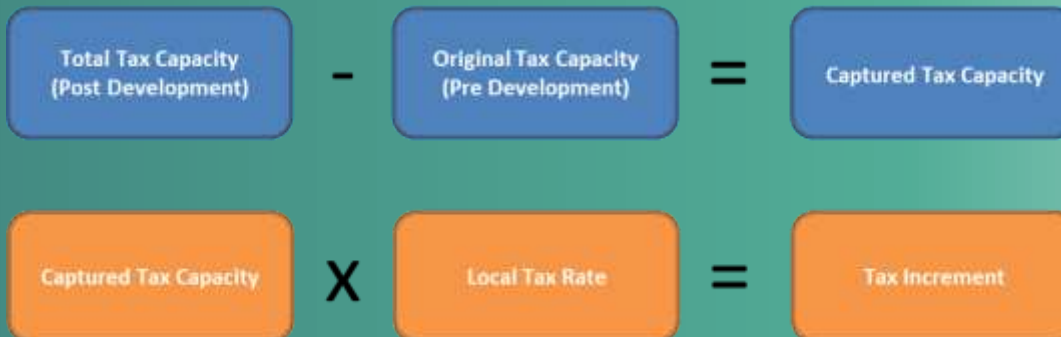 Total Tax Capacity
(Post Development)
-
Original Tax Capacity
(Pre Development)
=
Captured Tax Capacity
Captured Tax Capacity
X
Local Tax Rate
=
Tax Increment